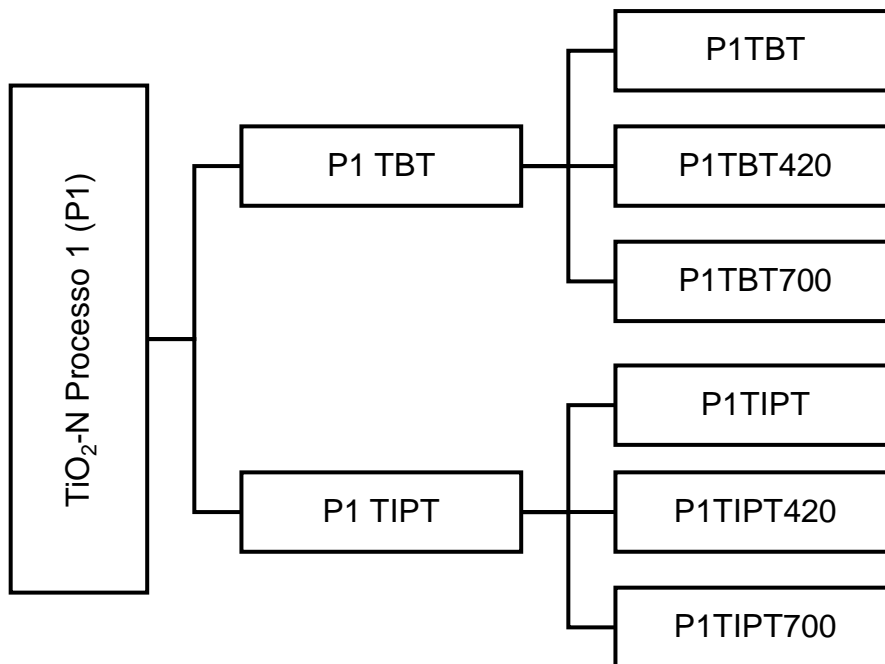 TiO₂-N Processo 1 (P1)
P1 TBT
P1TBT
P1TBT420
P1TBT700
P1 TIPT
P1TIPT
P1TIPT420
P1TIPT700